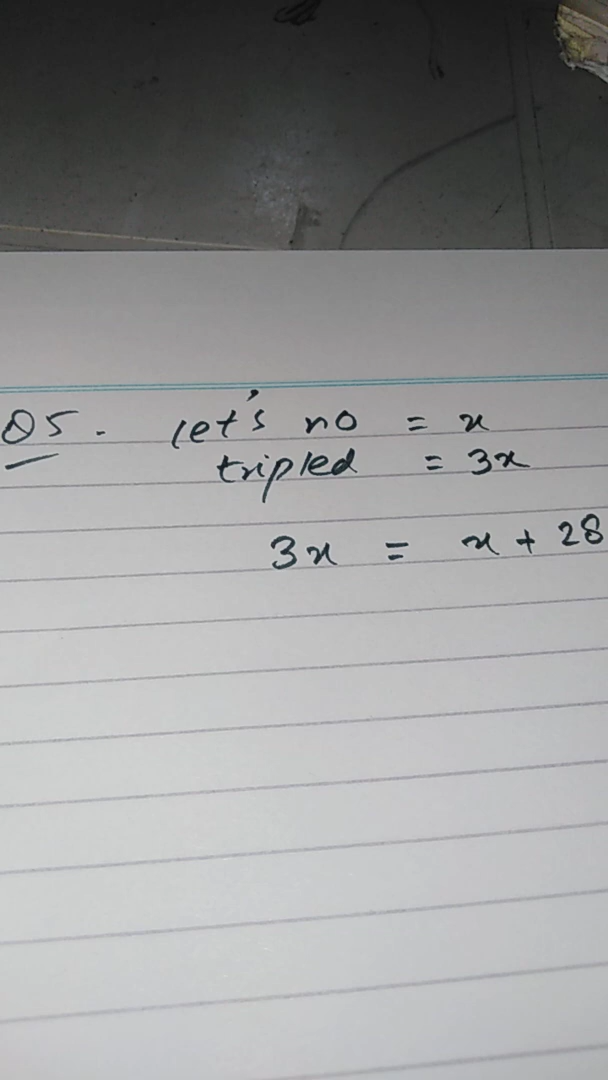 Q5. let's no = x
tripled = 3x
3x = x + 28